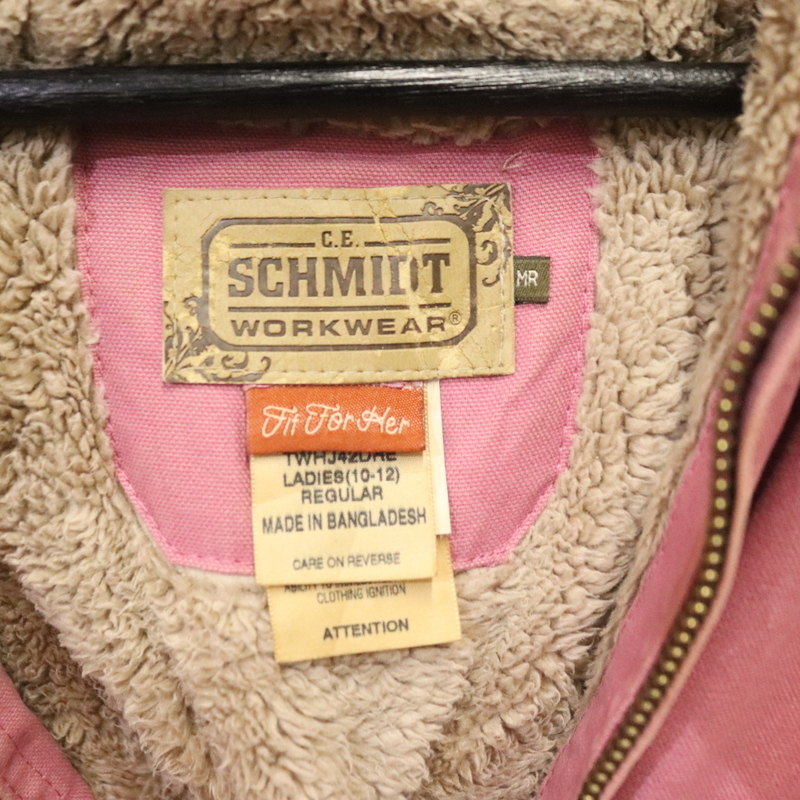 C.E.
SCHMIDT
WORKWEAR®
MR
Fit For Her
TWHJ42DRE
LADIES(10-12)
REGULAR
MADE IN BANGLADESH
CARE ON REVERSE
CLOTHING IGNITION
ATTENTION